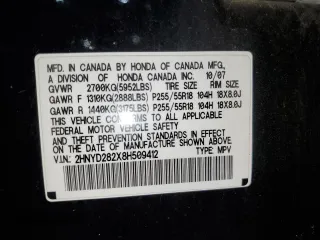 MFD. IN CANADA BY HONDA OF CANADA MFG.,
A DIVISION OF HONDA CANADA INC. 10/07
GVWR 2700KG(5952LBS) TIRE SIZE RIM SIZE
GAWR F 1310KG(2888LBS) P255/55R18 104H 18X8.0J
GAWR R 1440KG(3175LBS) P255/55R18 104H 18X8.0J
THIS VEHICLE CONFORMS TO ALL APPLICABLE
FEDERAL MOTOR VEHICLE SAFETY AND
THEFT PREVENTION STANDARDS IN EFFECT ON
THE DATE OF MANUFACTURE SHOWN ABOVE.
V.I.N: 2HNYD282X8H509412 TYPE: MPV